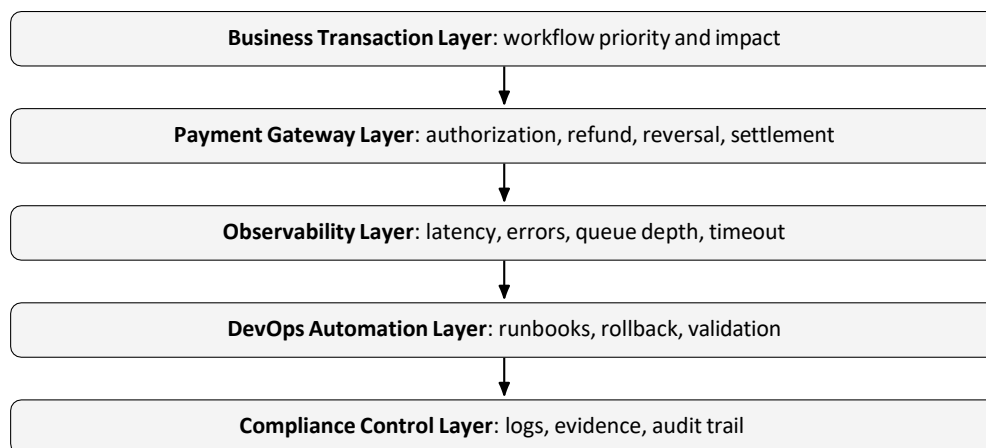 Business Transaction Layer: workflow priority and impact
Payment Gateway Layer: authorization, refund, reversal, settlement
Observability Layer: latency, errors, queue depth, timeout
DevOps Automation Layer: runbooks, rollback, validation
Compliance Control Layer: logs, evidence, audit trail